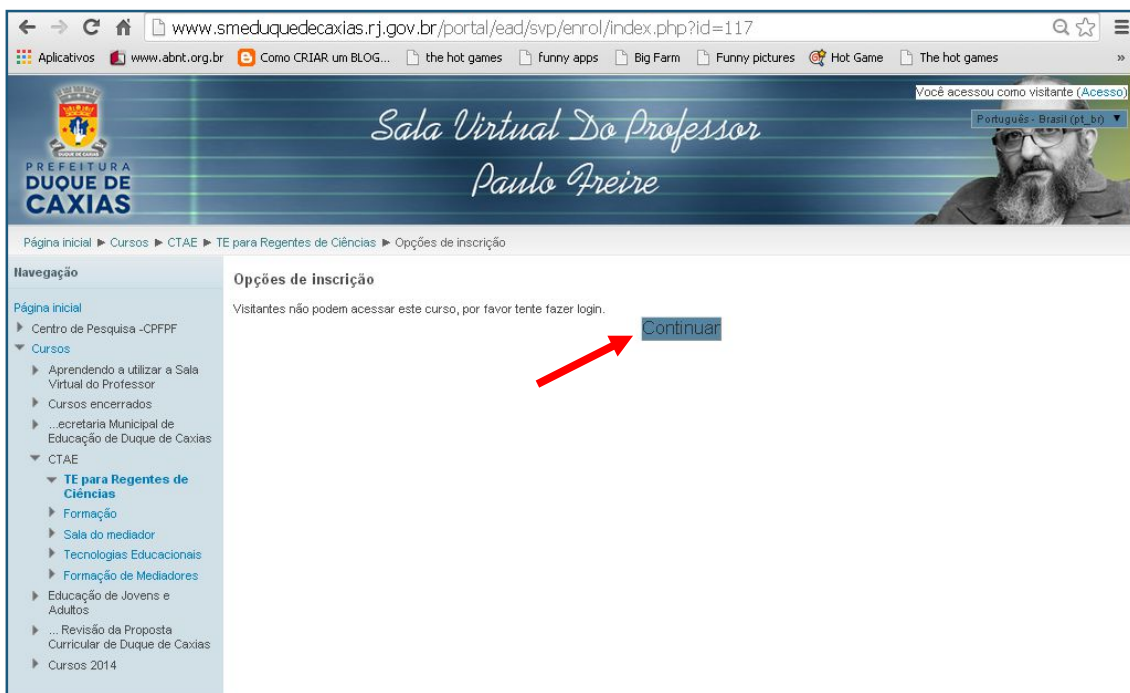 www.smeduquedecaxias.rj.gov.br/portal/ead/svp/enrol/index.php?id=117
Aplicativos www.abnt.org.br Como CRIAR um BLOG... the hot games funny apps Big Farm Funny pictures Hot Game The hot games »
Você acessou como visitante (Acesso)
Português - Brasil (pt_br)
Sala Virtual Do Professor
Paulo Freire
PREFEITURA
DUQUE DE
CAXIAS
Página inicial ► Cursos ► CTAE ► TE para Regentes de Ciências ► Opções de inscrição
Navegação
Página inicial
Centro de Pesquisa -CPFPF
Cursos
Aprendendo a utilizar a Sala
Virtual do Professor
Cursos encerrados
...ecretaria Municipal de
Educação de Duque de Caxias
CTAE
TE para Regentes de
Ciências
Formação
Sala do mediador
Tecnologias Educacionais
Formação de Mediadores
Educação de Jovens e
Adultos
... Revisão da Proposta
Curricular de Duque de Caxias
Cursos 2014
Opções de inscrição
Visitantes não podem acessar este curso, por favor tente fazer login.
Continuar